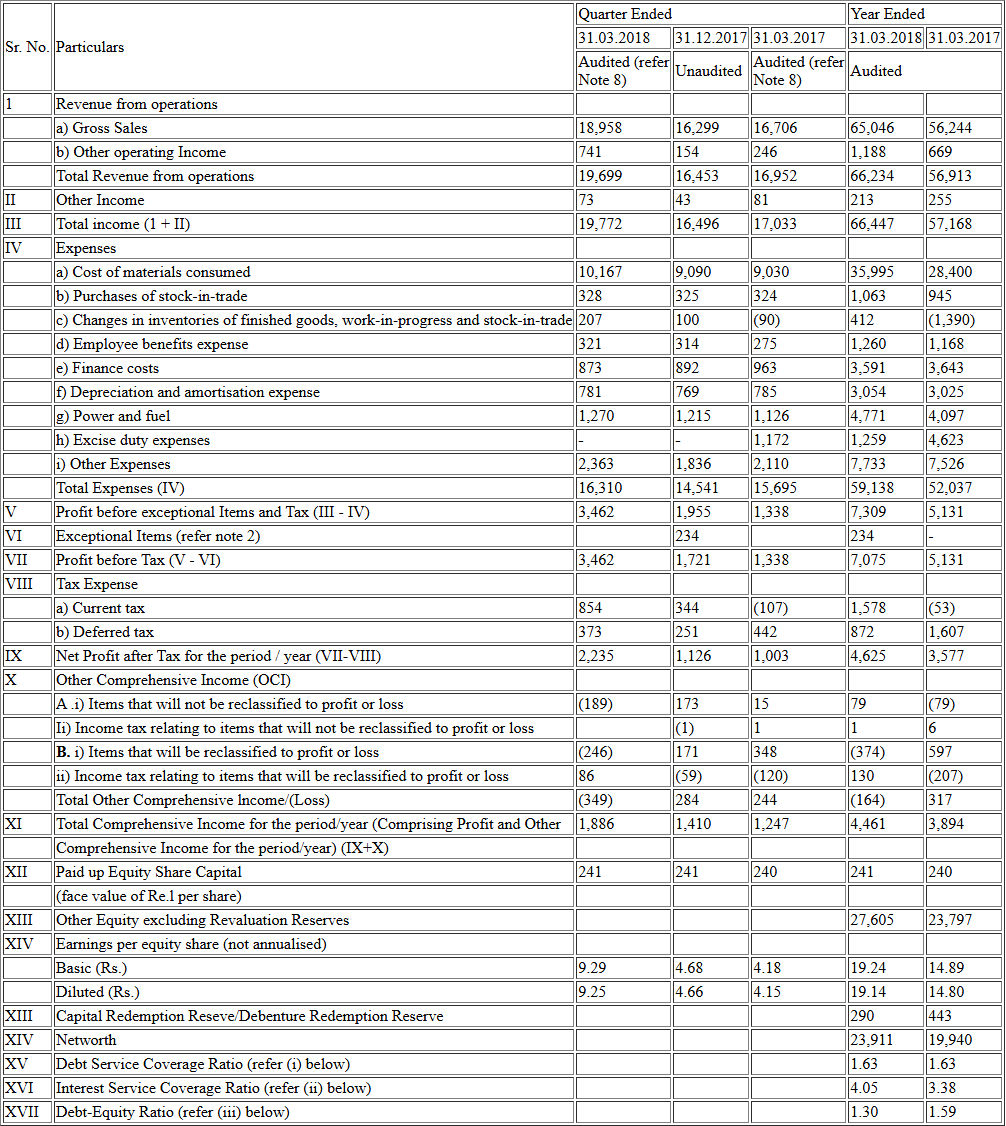 Sr. No. Particulars Quarter Ended Year Ended
31.03.2018 31.12.2017 31.03.2017 31.03.2018 31.03.2017
Audited (refer Note 8) Unaudited Audited (refer Note 8) Audited
1 Revenue from operations
a) Gross Sales 18,958 16,299 16,706 65,046 56,244
b) Other operating Income 741 154 246 1,188 669
Total Revenue from operations 19,699 16,453 16,952 66,234 56,913
II Other Income 73 43 81 213 255
III Total income (1 + II) 19,772 16,496 17,033 66,447 57,168
IV Expenses
a) Cost of materials consumed 10,167 9,090 9,030 35,995 28,400
b) Purchases of stock-in-trade 328 325 324 1,063 945
c) Changes in inventories of finished goods, work-in-progress and stock-in-trade 207 100 (90) 412 (1,390)
d) Employee benefits expense 321 314 275 1,260 1,168
e) Finance costs 873 892 963 3,591 3,643
f) Depreciation and amortisation expense 781 769 785 3,054 3,025
g) Power and fuel 1,270 1,215 1,126 4,771 4,097
h) Excise duty expenses - - 1,172 1,259 4,623
i) Other Expenses 2,363 1,836 2,110 7,733 7,526
Total Expenses (IV) 16,310 14,541 15,695 59,138 52,037
V Profit before exceptional Items and Tax (III - IV) 3,462 1,955 1,338 7,309 5,131
VI Exceptional Items (refer note 2) 234 234 -
VII Profit before Tax (V - VI) 3,462 1,721 1,338 7,075 5,131
VIII Tax Expense
a) Current tax 854 344 (107) 1,578 (53)
b) Deferred tax 373 251 442 872 1,607
IX Net Profit after Tax for the period / year (VII-VIII) 2,235 1,126 1,003 4,625 3,577
X Other Comprehensive Income (OCI)
A .i) Items that will not be reclassified to profit or loss (189) 173 15 79 (79)
Ii) Income tax relating to items that will not be reclassified to profit or loss (1) 1 1 6
B. i) Items that will be reclassified to profit or loss (246) 171 348 (374) 597
ii) Income tax relating to items that will be reclassified to profit or loss 86 (59) (120) 130 (207)
Total Other Comprehensive lncome/(Loss) (349) 284 244 (164) 317
XI Total Comprehensive Income for the period/year (Comprising Profit and Other 1,886 1,410 1,247 4,461 3,894
Comprehensive Income for the period/year) (IX+X)
XII Paid up Equity Share Capital 241 241 240 241 240
(face value of Re.l per share)
XIII Other Equity excluding Revaluation Reserves 27,605 23,797
XIV Earnings per equity share (not annualised)
Basic (Rs.) 9.29 4.68 4.18 19.24 14.89
Diluted (Rs.) 9.25 4.66 4.15 19.14 14.80
XIII Capital Redemption Reseve/Debenture Redemption Reserve 290 443
XIV Networth 23,911 19,940
XV Debt Service Coverage Ratio (refer (i) below) 1.63 1.63
XVI Interest Service Coverage Ratio (refer (ii) below) 4.05 3.38
XVII Debt-Equity Ratio (refer (iii) below) 1.30 1.59